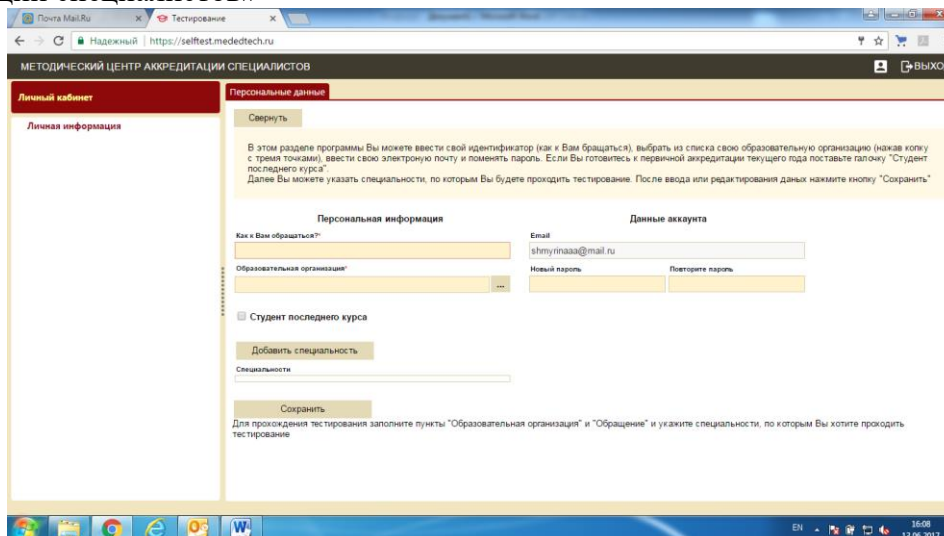 ции специалистов»
Почта Mail.Ru
Тестирование
Надежный
https://selftest.mededtech.ru
МЕТОДИЧЕСКИЙ ЦЕНТР АККРЕДИТАЦИИ СПЕЦИАЛИСТОВ
ВЫХО
Личный кабинет
Персональные данные
Личная информация
Свернуть
В этом разделе программы Вы можете ввести свой идентификатор (как к Вам бращаться), выбрать из списка свою образовательную организацию (нажав копку
с тремя точками), ввести свою электроную почту и поменять пароль. Если Вы готовитесь к первичной аккредитации текущего года поставьте галочку "Студент
последнего курса".
Далее Вы можете указать специальности, по которым Вы будете проходить тестирование. После ввода или редактирования даных нажмите кнопку "Сохранить"
Персональная информация
Данные аккаунта
Как к Вам обращаться?*
Email
shmyrinaaa@mail.ru
Образовательная организация*
Новый пароль
Повторите пароль
...
Студент последнего курса
Добавить специальность
Специальности
Сохранить
Для прохождения тестирования заполните пункты "Образовательная организация" и "Обращение" и укажите специальности, по которым Вы хотите проходить
тестирование
EN
16:08
13.06.2017